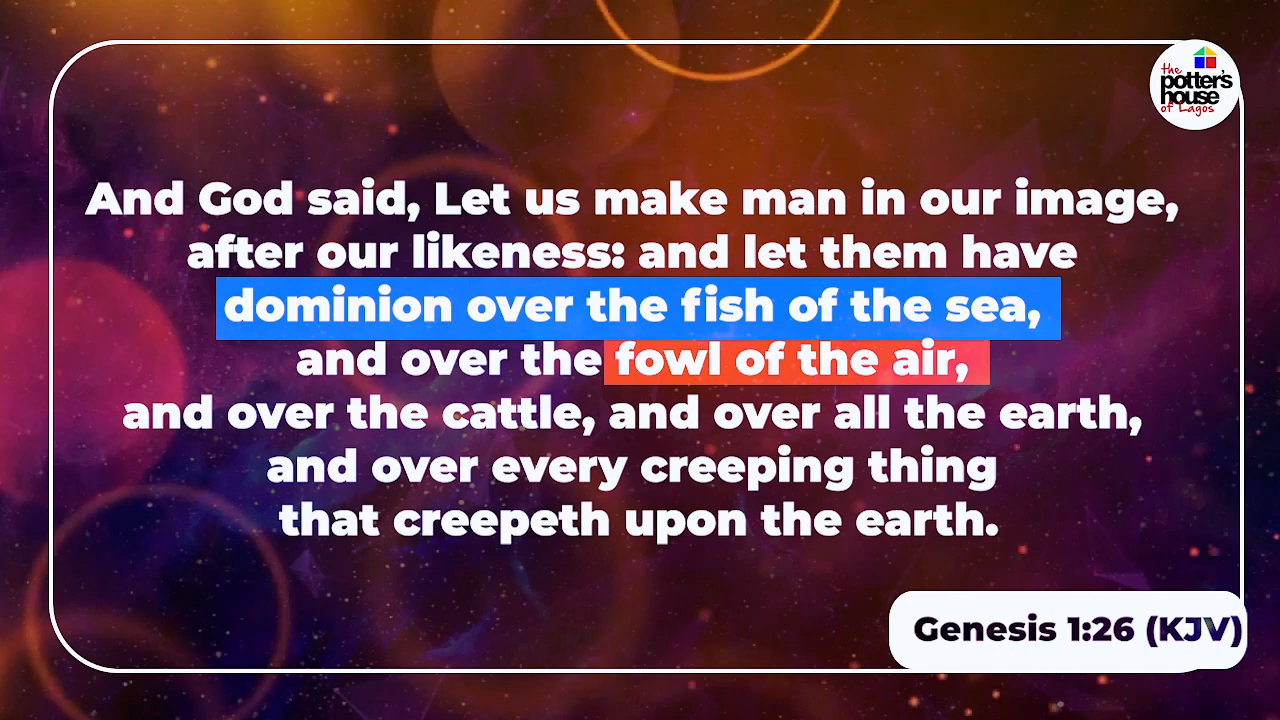 the
potter's
house
of Lagos
And God said, Let us make man in our image,
after our likeness: and let them have
dominion over the fish of the sea,
and over the fowl of the air,
and over the cattle, and over all the earth,
and over every creeping thing
that creepeth upon the earth.
Genesis 1:26 (KJV)